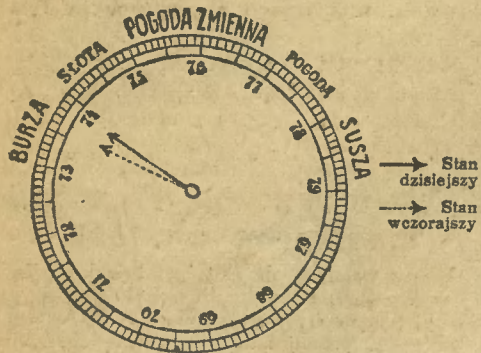 BURZA
SŁOTA
POGODA ZMIENNA
POGODA
SUSZA
73
74
75
76
77
78
79
68
69
70
71
72
Stan
dzisiejszy
Stan
wczorajszy